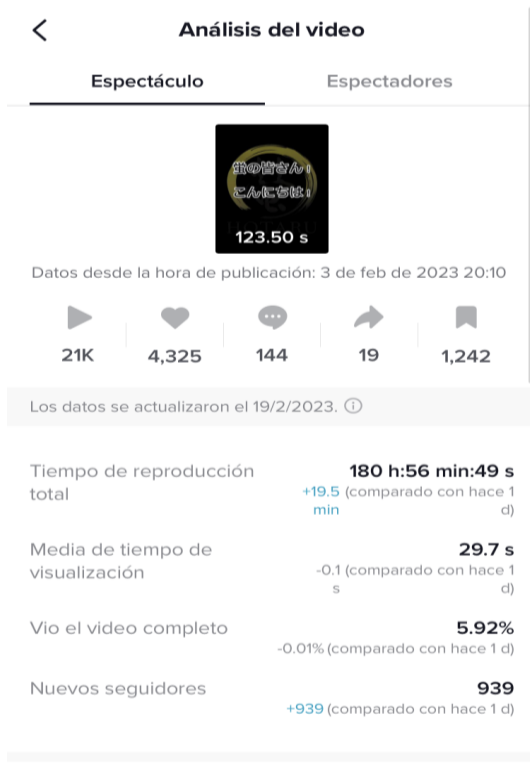 Análisis del video
Espectáculo Espectadores
蛍の皆さん!
こんにちは!
123.50 s
Datos desde la hora de publicación: 3 de feb de 2023 20:10
21K 4,325 144 19 1,242
Los datos se actualizaron el 19/2/2023.
Tiempo de reproducción total
180 h:56 min:49 s
+19.5 min (comparado con hace 1 d)
Media de tiempo de visualización
29.7 s
-0.1 s (comparado con hace 1 d)
Vio el video completo
5.92%
-0.01% (comparado con hace 1 d)
Nuevos seguidores
939
+939 (comparado con hace 1 d)